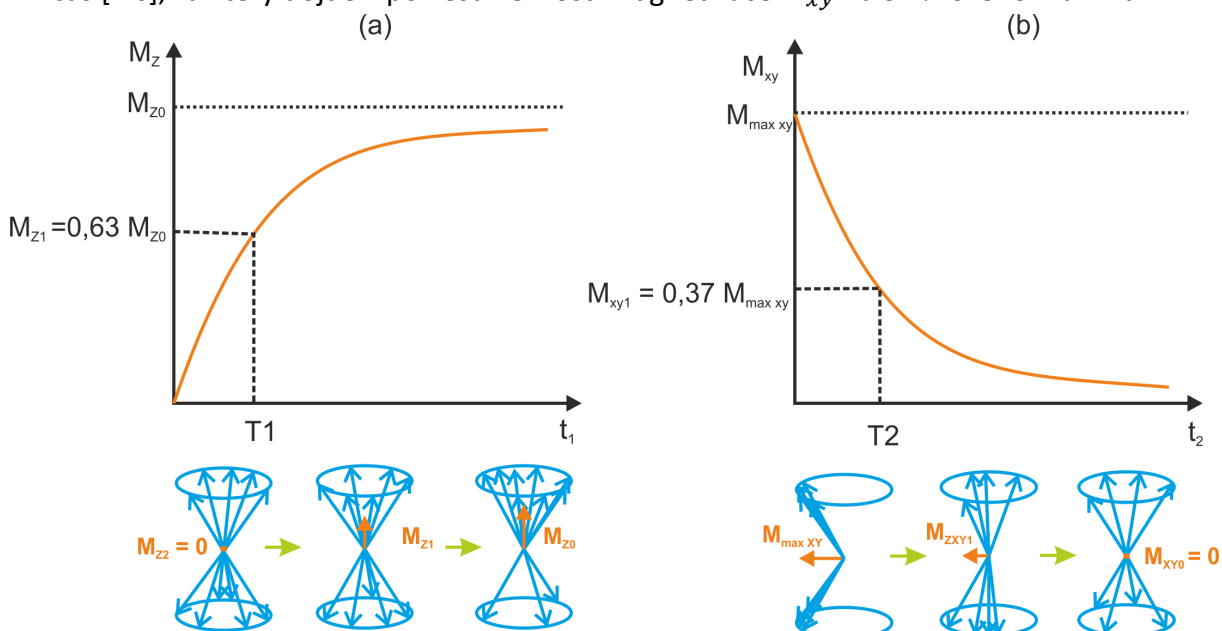 (a)
M_Z
M_Z0
M_Z1 =0,63 M_Z0
T1
t_1
M_Z2 = 0
M_Z1
M_Z0
(b)
M_xy
M_max xy
M_xy1 = 0,37 M_max xy
T2
t_2
M_max XY
M_ZXY1
M_XY0 = 0